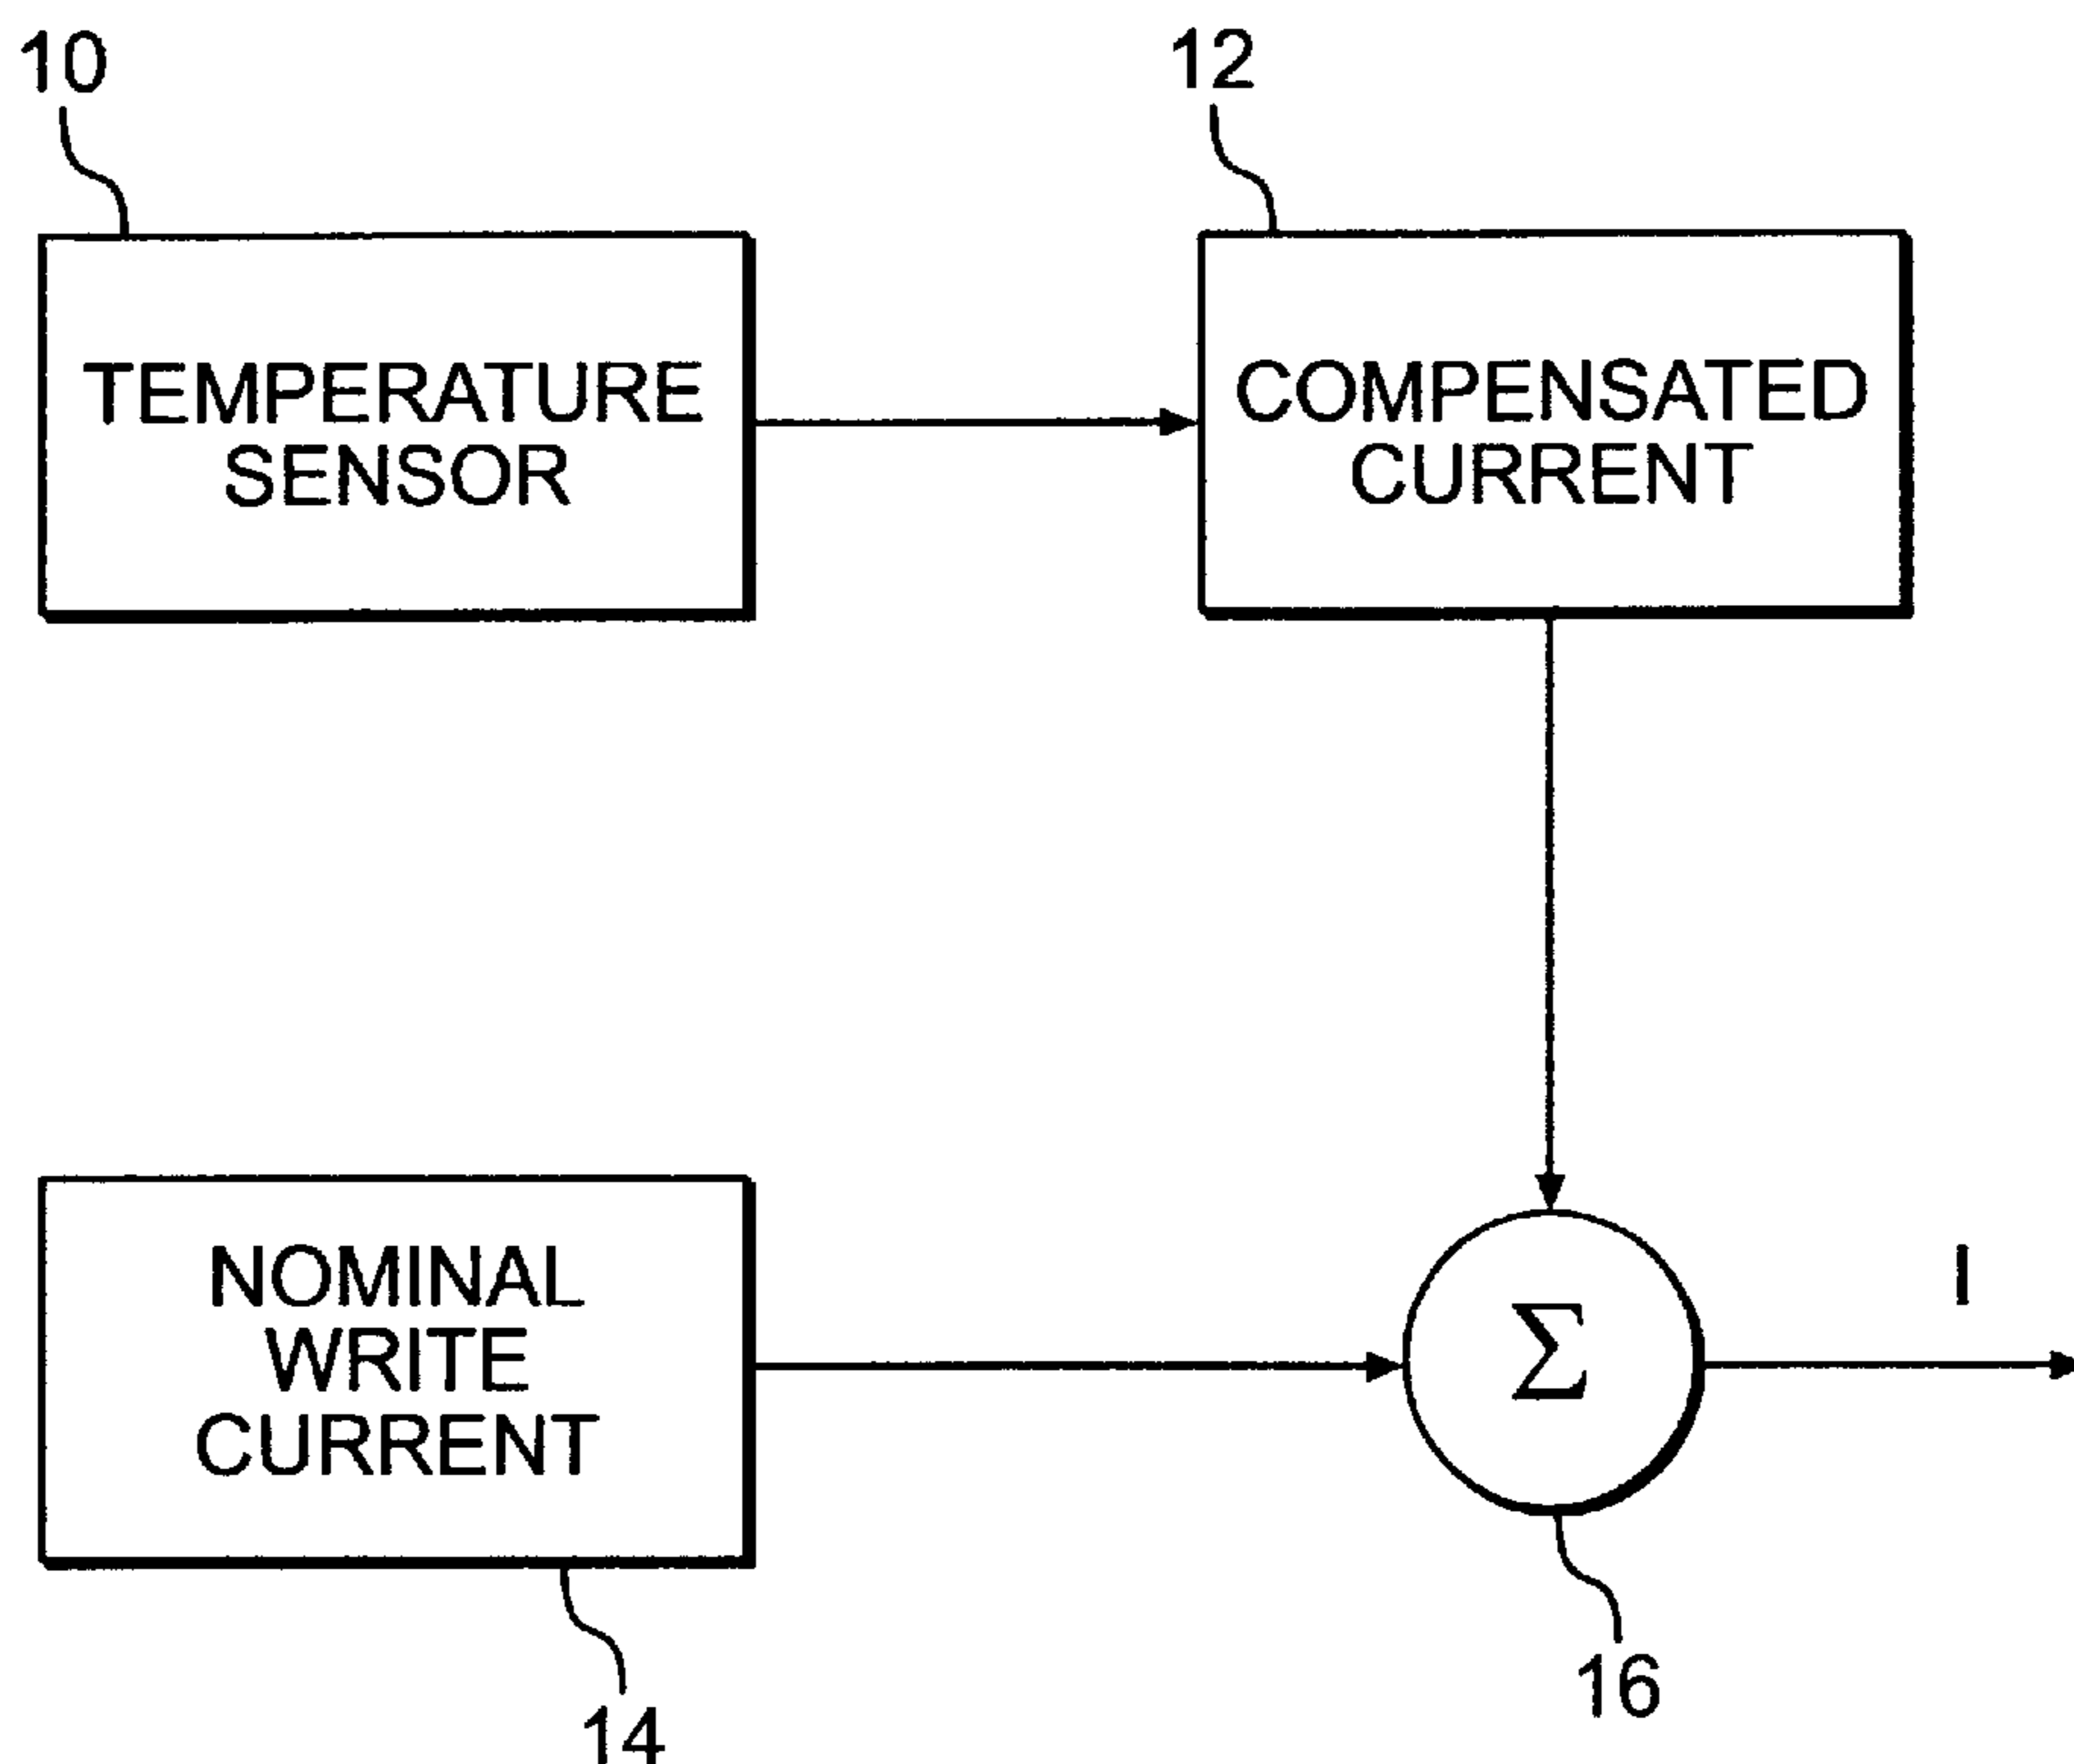 10
12
TEMPERATURE
SENSOR
COMPENSATED
CURRENT
NOMINAL
WRITE
CURRENT
Σ
I
16
14